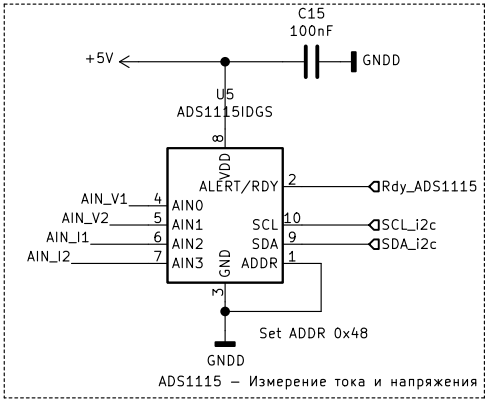 C15
100nF
+5V
GNDD
U5
ADS1115IDGS
8
VDD
ALERT/RDY
2
Rdy_ADS1115
AIN_V1
4
AIN0
AIN_V2
5
AIN1
SCL
10
SCL_i2c
AIN_I1
6
AIN2
SDA
9
SDA_i2c
AIN_I2
7
AIN3
GND
ADDR
1
3
Set ADDR 0x48
GNDD
ADS1115 – Измерение тока и напряжения